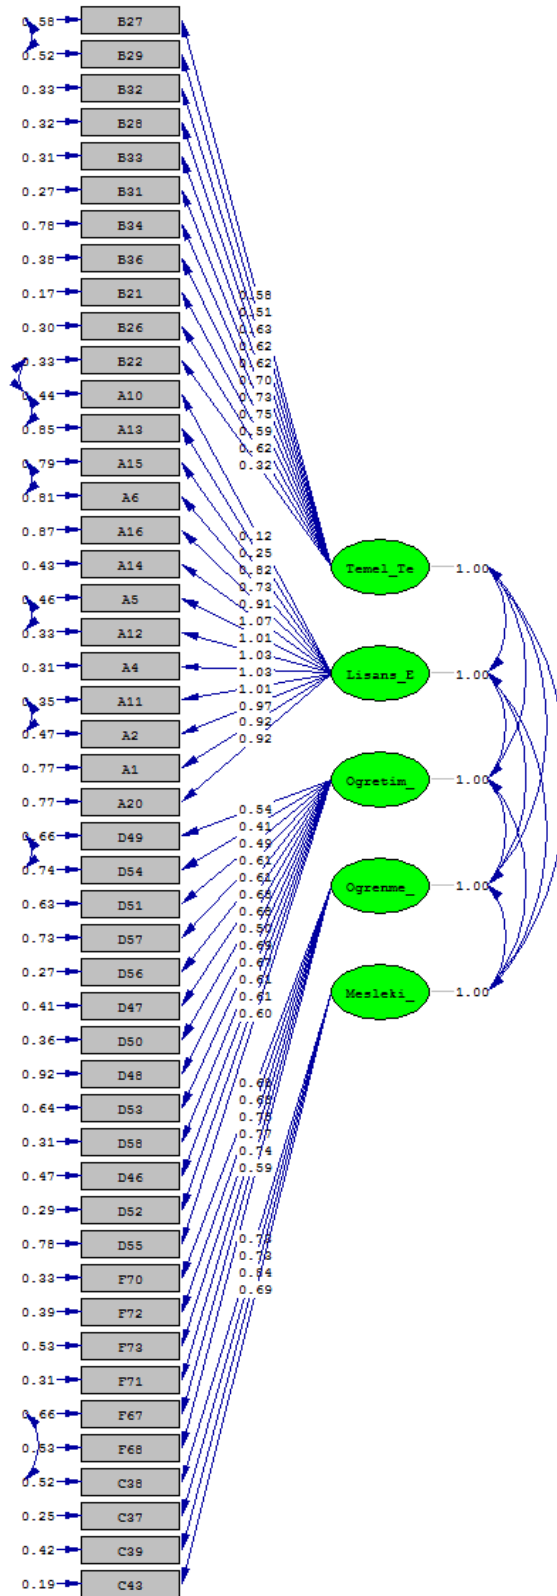 0.58 B27
0.52 B29
0.33 B32
0.32 B28
0.31 B33
0.27 B31
0.78 B34
0.38 B36
0.17 B21
0.30 B26
0.33 B22
0.44 A10
0.85 A13
0.79 A15
0.81 A6
0.87 A16
0.43 A14
0.46 A5
0.33 A12
0.31 A4
0.35 A11
0.47 A2
0.77 A1
0.77 A20
0.66 D49
0.74 D54
0.63 D51
0.73 D57
0.27 D56
0.41 D47
0.36 D50
0.92 D48
0.64 D53
0.31 D58
0.47 D46
0.29 D52
0.78 D55
0.33 F70
0.39 F72
0.53 F73
0.31 F71
0.66 F67
0.53 F68
0.52 C38
0.25 C37
0.42 C39
0.19 C43
0.58
0.51
0.63
0.62
0.62
0.70
0.73
0.75
0.59
0.62
0.32
0.12
0.25
0.82
0.73
0.91
1.07
1.01
1.03
1.03
1.01
0.97
0.92
0.92
0.54
0.41
0.49
0.61
0.61
0.50
0.69
0.67
0.61
0.61
0.60
0.77
0.74
0.59
0.73
0.84
0.69
Temel_Te 1.00
Lisans_E 1.00
Ogretim_ 1.00
Ogrenme_ 1.00
Mesleki_ 1.00